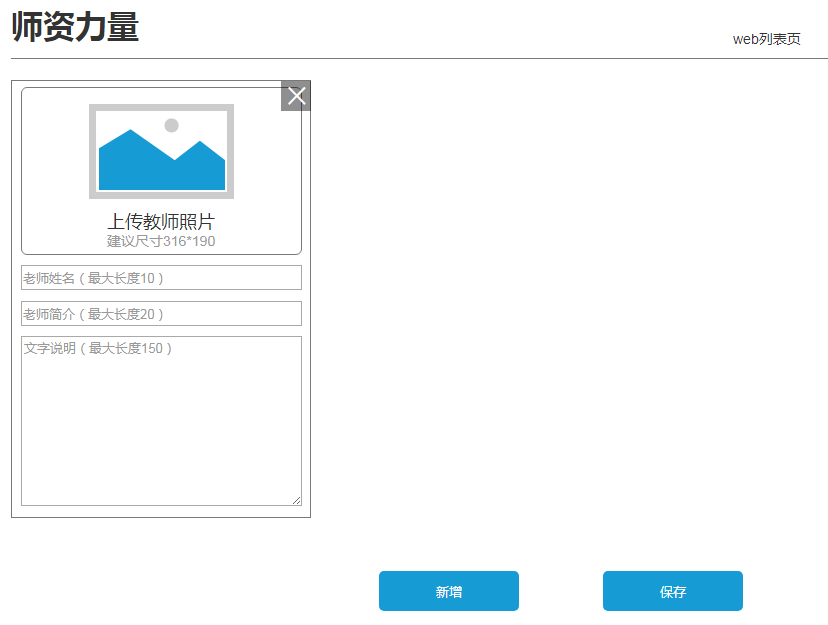 师资力量
web列表页
上传教师照片
建议尺寸316*190
老师姓名（最大长度10）
老师简介（最大长度20）
文字说明（最大长度150）
新增
保存